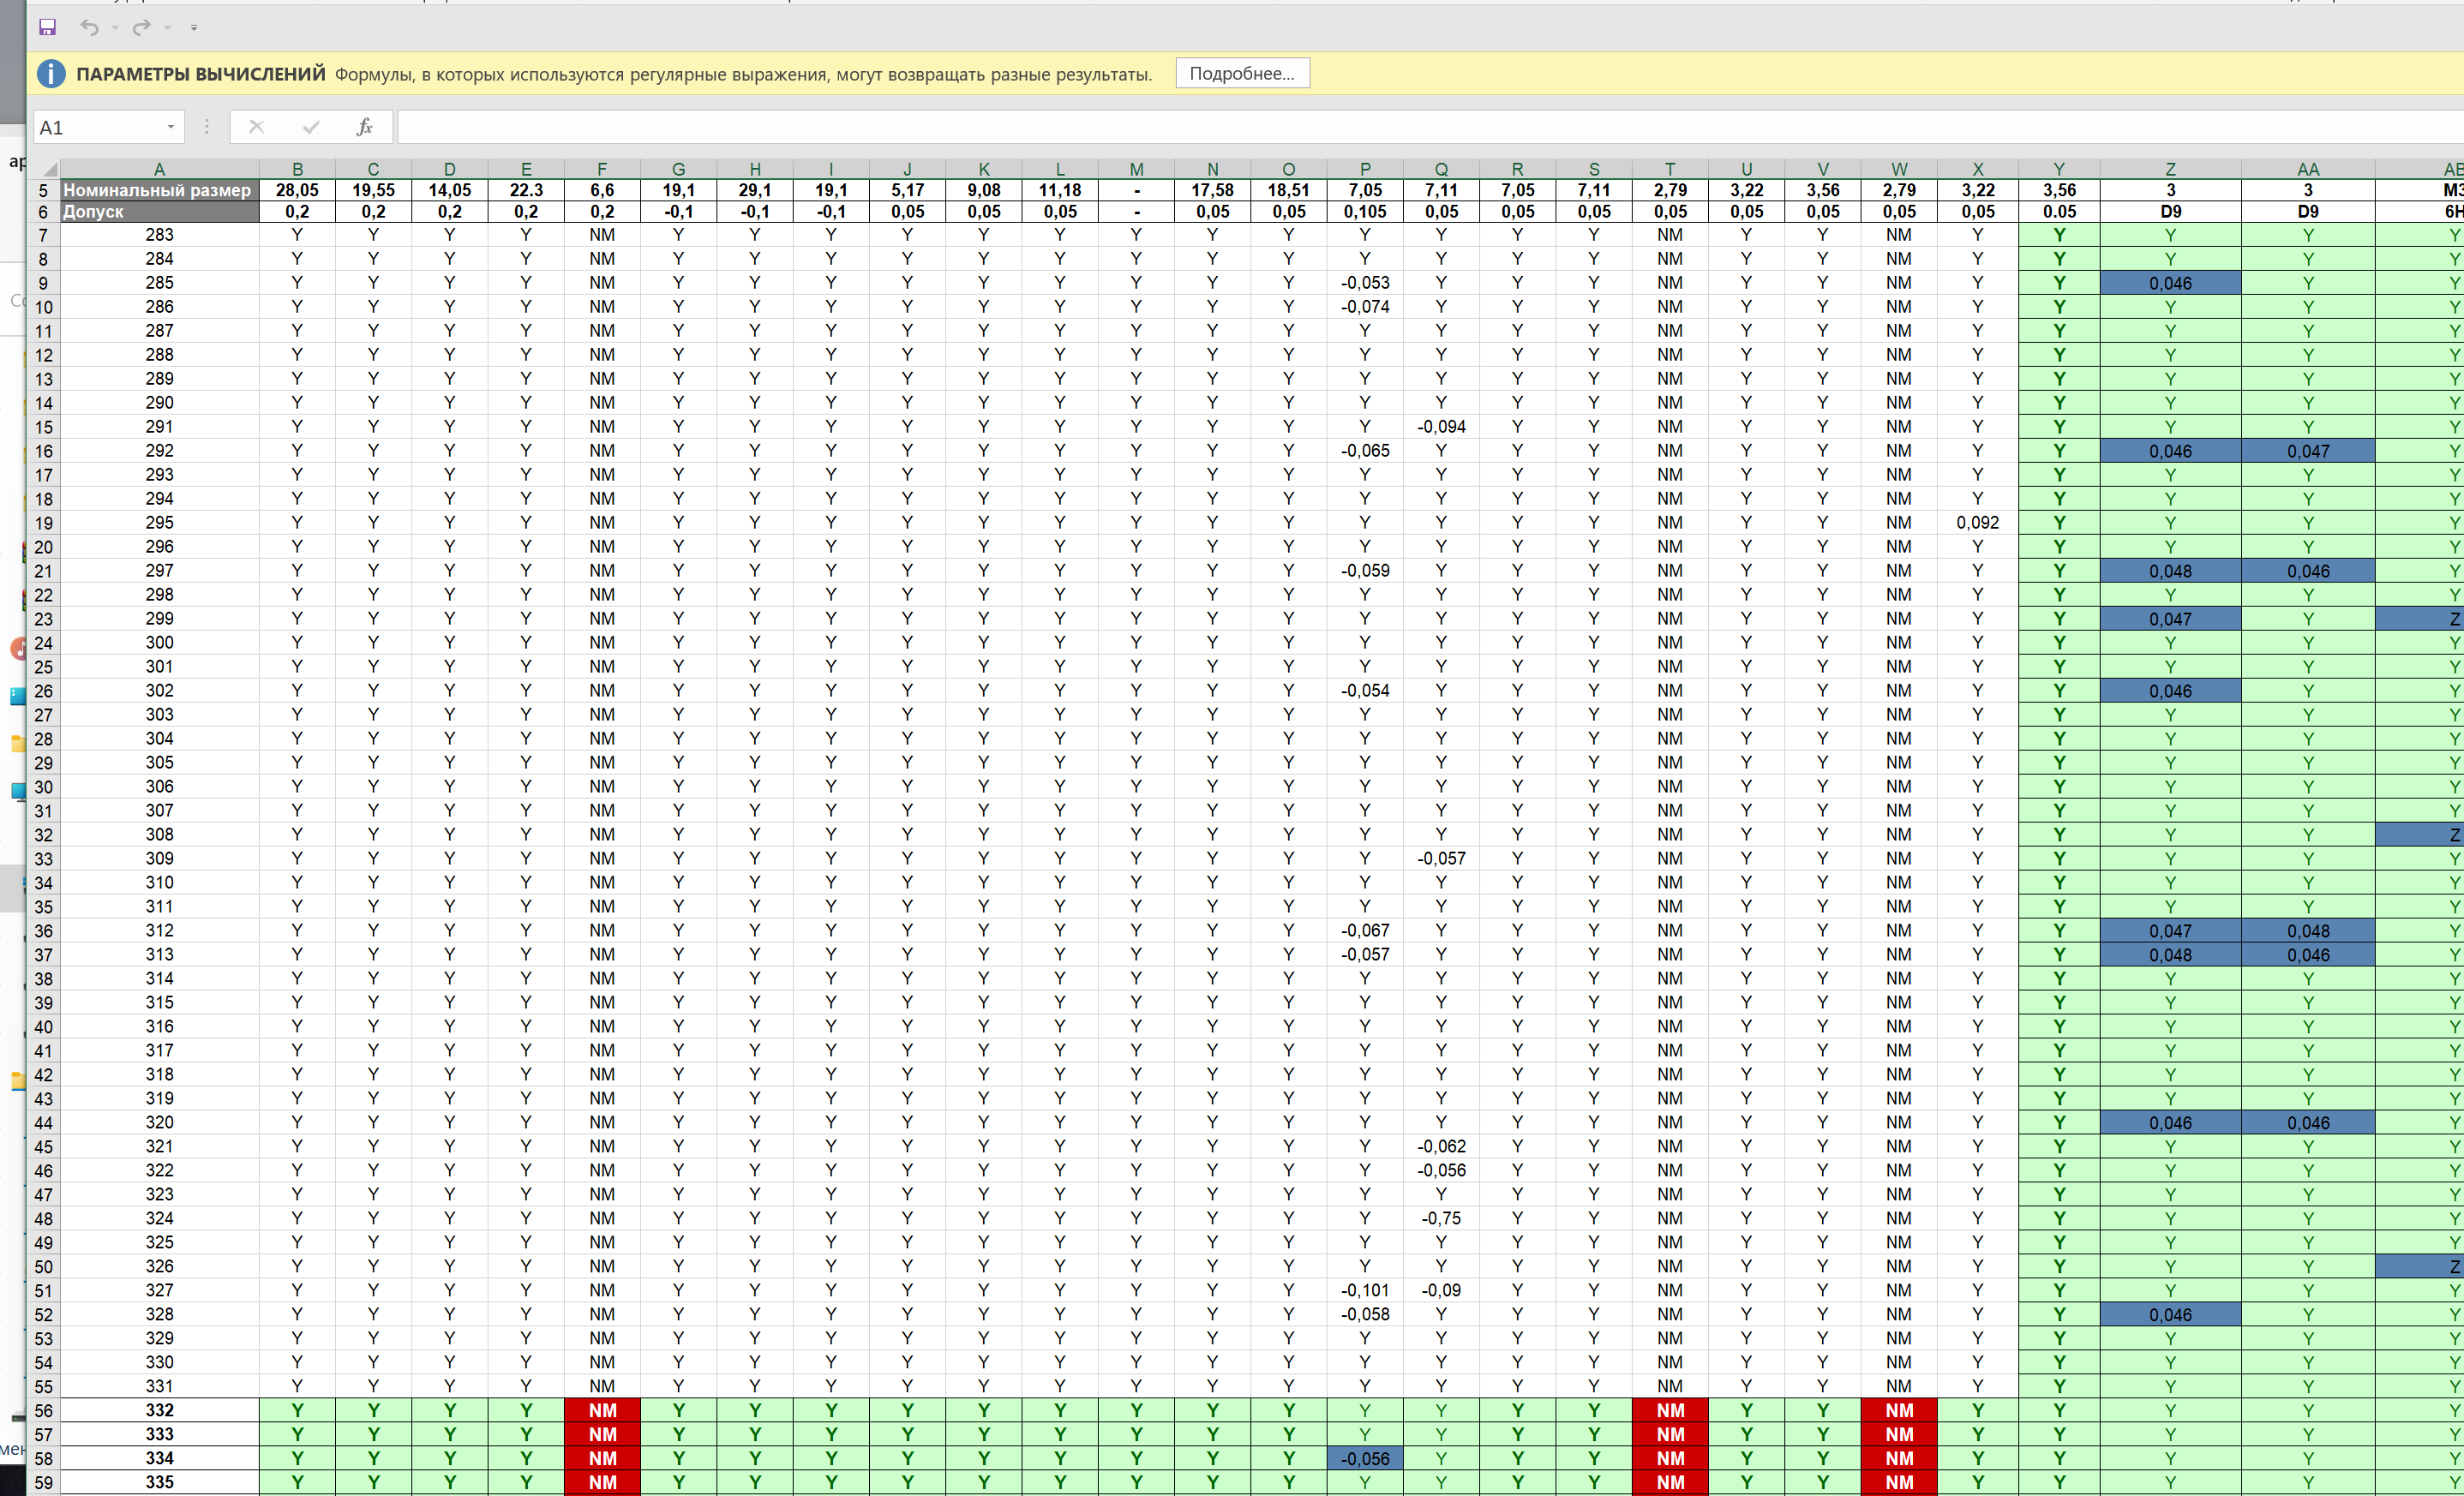 ПАРАМЕТРЫ ВЫЧИСЛЕНИЙ Формулы, в которых используются регулярные выражения, могут возвращать разные результаты. Подробнее...
A1 fx
A B C D E F G H I J K L M N O P Q R S T U V W X Y Z AA AB
5 Номинальный размер 28,05 19,55 14,05 22.3 6,6 19,1 29,1 19,1 5,17 9,08 11,18 - 17,58 18,51 7,05 7,11 7,05 7,11 2,79 3,22 3,56 2,79 3,22 3,56 3 3
6 Допуск 0,2 0,2 0,2 0,2 0,2 -0,1 -0,1 -0,1 0,05 0,05 0,05 - 0,05 0,05 0,105 0,05 0,05 0,05 0,05 0,05 0,05 0,05 0,05 0.05 D9 D9
7 283 Y Y Y Y NM Y Y Y Y Y Y Y Y Y Y Y Y Y NM Y Y NM Y Y Y Y Y
8 284 Y Y Y Y NM Y Y Y Y Y Y Y Y Y Y Y Y Y NM Y Y NM Y Y Y Y Y
9 285 Y Y Y Y NM Y Y Y Y Y Y Y Y Y -0,053 Y Y Y NM Y Y NM Y Y 0,046 Y Y
10 286 Y Y Y Y NM Y Y Y Y Y Y Y Y Y -0,074 Y Y Y NM Y Y NM Y Y Y Y Y
11 287 Y Y Y Y NM Y Y Y Y Y Y Y Y Y Y Y Y Y NM Y Y NM Y Y Y Y Y
12 288 Y Y Y Y NM Y Y Y Y Y Y Y Y Y Y Y Y Y NM Y Y NM Y Y Y Y Y
13 289 Y Y Y Y NM Y Y Y Y Y Y Y Y Y Y Y Y Y NM Y Y NM Y Y Y Y Y
14 290 Y Y Y Y NM Y Y Y Y Y Y Y Y Y Y Y Y Y NM Y Y NM Y Y Y Y Y
15 291 Y Y Y Y NM Y Y Y Y Y Y Y Y Y Y -0,094 Y Y NM Y Y NM Y Y Y Y Y
16 292 Y Y Y Y NM Y Y Y Y Y Y Y Y Y -0,065 Y Y Y NM Y Y NM Y Y 0,046 0,047 Y
17 293 Y Y Y Y NM Y Y Y Y Y Y Y Y Y Y Y Y Y NM Y Y NM Y Y Y Y Y
18 294 Y Y Y Y NM Y Y Y Y Y Y Y Y Y Y Y Y Y NM Y Y NM Y Y Y Y Y
19 295 Y Y Y Y NM Y Y Y Y Y Y Y Y Y Y Y Y Y NM Y Y NM 0,092 Y Y Y Y
20 296 Y Y Y Y NM Y Y Y Y Y Y Y Y Y Y Y Y Y NM Y Y NM Y Y Y Y Y
21 297 Y Y Y Y NM Y Y Y Y Y Y Y Y Y -0,059 Y Y Y NM Y Y NM Y Y 0,048 0,046 Y
22 298 Y Y Y Y NM Y Y Y Y Y Y Y Y Y Y Y Y Y NM Y Y NM Y Y Y Y Y
23 299 Y Y Y Y NM Y Y Y Y Y Y Y Y Y Y Y Y Y NM Y Y NM Y Y 0,047 Y Z
24 300 Y Y Y Y NM Y Y Y Y Y Y Y Y Y Y Y Y Y NM Y Y NM Y Y Y Y Y
25 301 Y Y Y Y NM Y Y Y Y Y Y Y Y Y Y Y Y Y NM Y Y NM Y Y Y Y Y
26 302 Y Y Y Y NM Y Y Y Y Y Y Y Y Y -0,054 Y Y Y NM Y Y NM Y Y 0,046 Y Y
27 303 Y Y Y Y NM Y Y Y Y Y Y Y Y Y Y Y Y Y NM Y Y NM Y Y Y Y Y
28 304 Y Y Y Y NM Y Y Y Y Y Y Y Y Y Y Y Y Y NM Y Y NM Y Y Y Y Y
29 305 Y Y Y Y NM Y Y Y Y Y Y Y Y Y Y Y Y Y NM Y Y NM Y Y Y Y Y
30 306 Y Y Y Y NM Y Y Y Y Y Y Y Y Y Y Y Y Y NM Y Y NM Y Y Y Y Y
31 307 Y Y Y Y NM Y Y Y Y Y Y Y Y Y Y Y Y Y NM Y Y NM Y Y Y Y Y
32 308 Y Y Y Y NM Y Y Y Y Y Y Y Y Y Y Y Y Y NM Y Y NM Y Y Y Y Z
33 309 Y Y Y Y NM Y Y Y Y Y Y Y Y Y Y -0,057 Y Y NM Y Y NM Y Y Y Y Y
34 310 Y Y Y Y NM Y Y Y Y Y Y Y Y Y Y Y Y Y NM Y Y NM Y Y Y Y Y
35 311 Y Y Y Y NM Y Y Y Y Y Y Y Y Y Y Y Y Y NM Y Y NM Y Y Y Y Y
36 312 Y Y Y Y NM Y Y Y Y Y Y Y Y Y -0,067 Y Y Y NM Y Y NM Y Y 0,047 0,048 Y
37 313 Y Y Y Y NM Y Y Y Y Y Y Y Y Y -0,057 Y Y Y NM Y Y NM Y Y 0,048 0,046 Y
38 314 Y Y Y Y NM Y Y Y Y Y Y Y Y Y Y Y Y Y NM Y Y NM Y Y Y Y Y
39 315 Y Y Y Y NM Y Y Y Y Y Y Y Y Y Y Y Y Y NM Y Y NM Y Y Y Y Y
40 316 Y Y Y Y NM Y Y Y Y Y Y Y Y Y Y Y Y Y NM Y Y NM Y Y Y Y Y
41 317 Y Y Y Y NM Y Y Y Y Y Y Y Y Y Y Y Y Y NM Y Y NM Y Y Y Y Y
42 318 Y Y Y Y NM Y Y Y Y Y Y Y Y Y Y Y Y Y NM Y Y NM Y Y Y Y Y
43 319 Y Y Y Y NM Y Y Y Y Y Y Y Y Y Y Y Y Y NM Y Y NM Y Y Y Y Y
44 320 Y Y Y Y NM Y Y Y Y Y Y Y Y Y Y Y Y Y NM Y Y NM Y Y 0,046 0,046 Y
45 321 Y Y Y Y NM Y Y Y Y Y Y Y Y Y Y -0,062 Y Y NM Y Y NM Y Y Y Y Y
46 322 Y Y Y Y NM Y Y Y Y Y Y Y Y Y Y -0,056 Y Y NM Y Y NM Y Y Y Y Y
47 323 Y Y Y Y NM Y Y Y Y Y Y Y Y Y Y Y Y Y NM Y Y NM Y Y Y Y Y
48 324 Y Y Y Y NM Y Y Y Y Y Y Y Y Y Y -0,75 Y Y NM Y Y NM Y Y Y Y Y
49 325 Y Y Y Y NM Y Y Y Y Y Y Y Y Y Y Y Y Y NM Y Y NM Y Y Y Y Y
50 326 Y Y Y Y NM Y Y Y Y Y Y Y Y Y Y Y Y Y NM Y Y NM Y Y Y Y Z
51 327 Y Y Y Y NM Y Y Y Y Y Y Y Y Y -0,101 -0,09 Y Y NM Y Y NM Y Y Y Y Y
52 328 Y Y Y Y NM Y Y Y Y Y Y Y Y Y -0,058 Y Y Y NM Y Y NM Y Y 0,046 Y Y
53 329 Y Y Y Y NM Y Y Y Y Y Y Y Y Y Y Y Y Y NM Y Y NM Y Y Y Y Y
54 330 Y Y Y Y NM Y Y Y Y Y Y Y Y Y Y Y Y Y NM Y Y NM Y Y Y Y Y
55 331 Y Y Y Y NM Y Y Y Y Y Y Y Y Y Y Y Y Y NM Y Y NM Y Y Y Y Y
56 332 Y Y Y Y NM Y Y Y Y Y Y Y Y Y Y Y Y Y NM Y Y NM Y Y Y Y Y
57 333 Y Y Y Y NM Y Y Y Y Y Y Y Y Y Y Y Y Y NM Y Y NM Y Y Y Y Y
58 334 Y Y Y Y NM Y Y Y Y Y Y Y Y Y -0,056 Y Y Y NM Y Y NM Y Y Y Y Y
59 335 Y Y Y Y NM Y Y Y Y Y Y Y Y Y Y Y Y Y NM Y Y NM Y Y Y Y Y